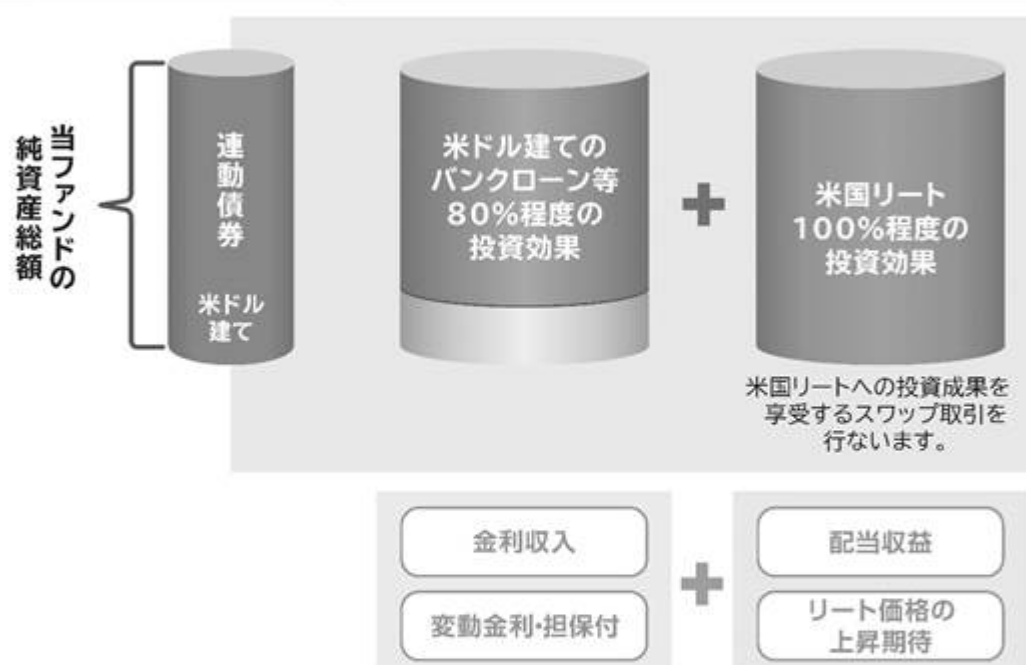 当ファンドの
純資産総額
連動債券
米ドル
建て
米ドル建ての
バンクローン等
80%程度の
投資効果
+
米国リート
100%程度の
投資効果
米国リートへの投資成果を
享受するスワップ取引を
行ないます。
金利収入
変動金利・担保付
+
配当収益
リート価格の
上昇期待